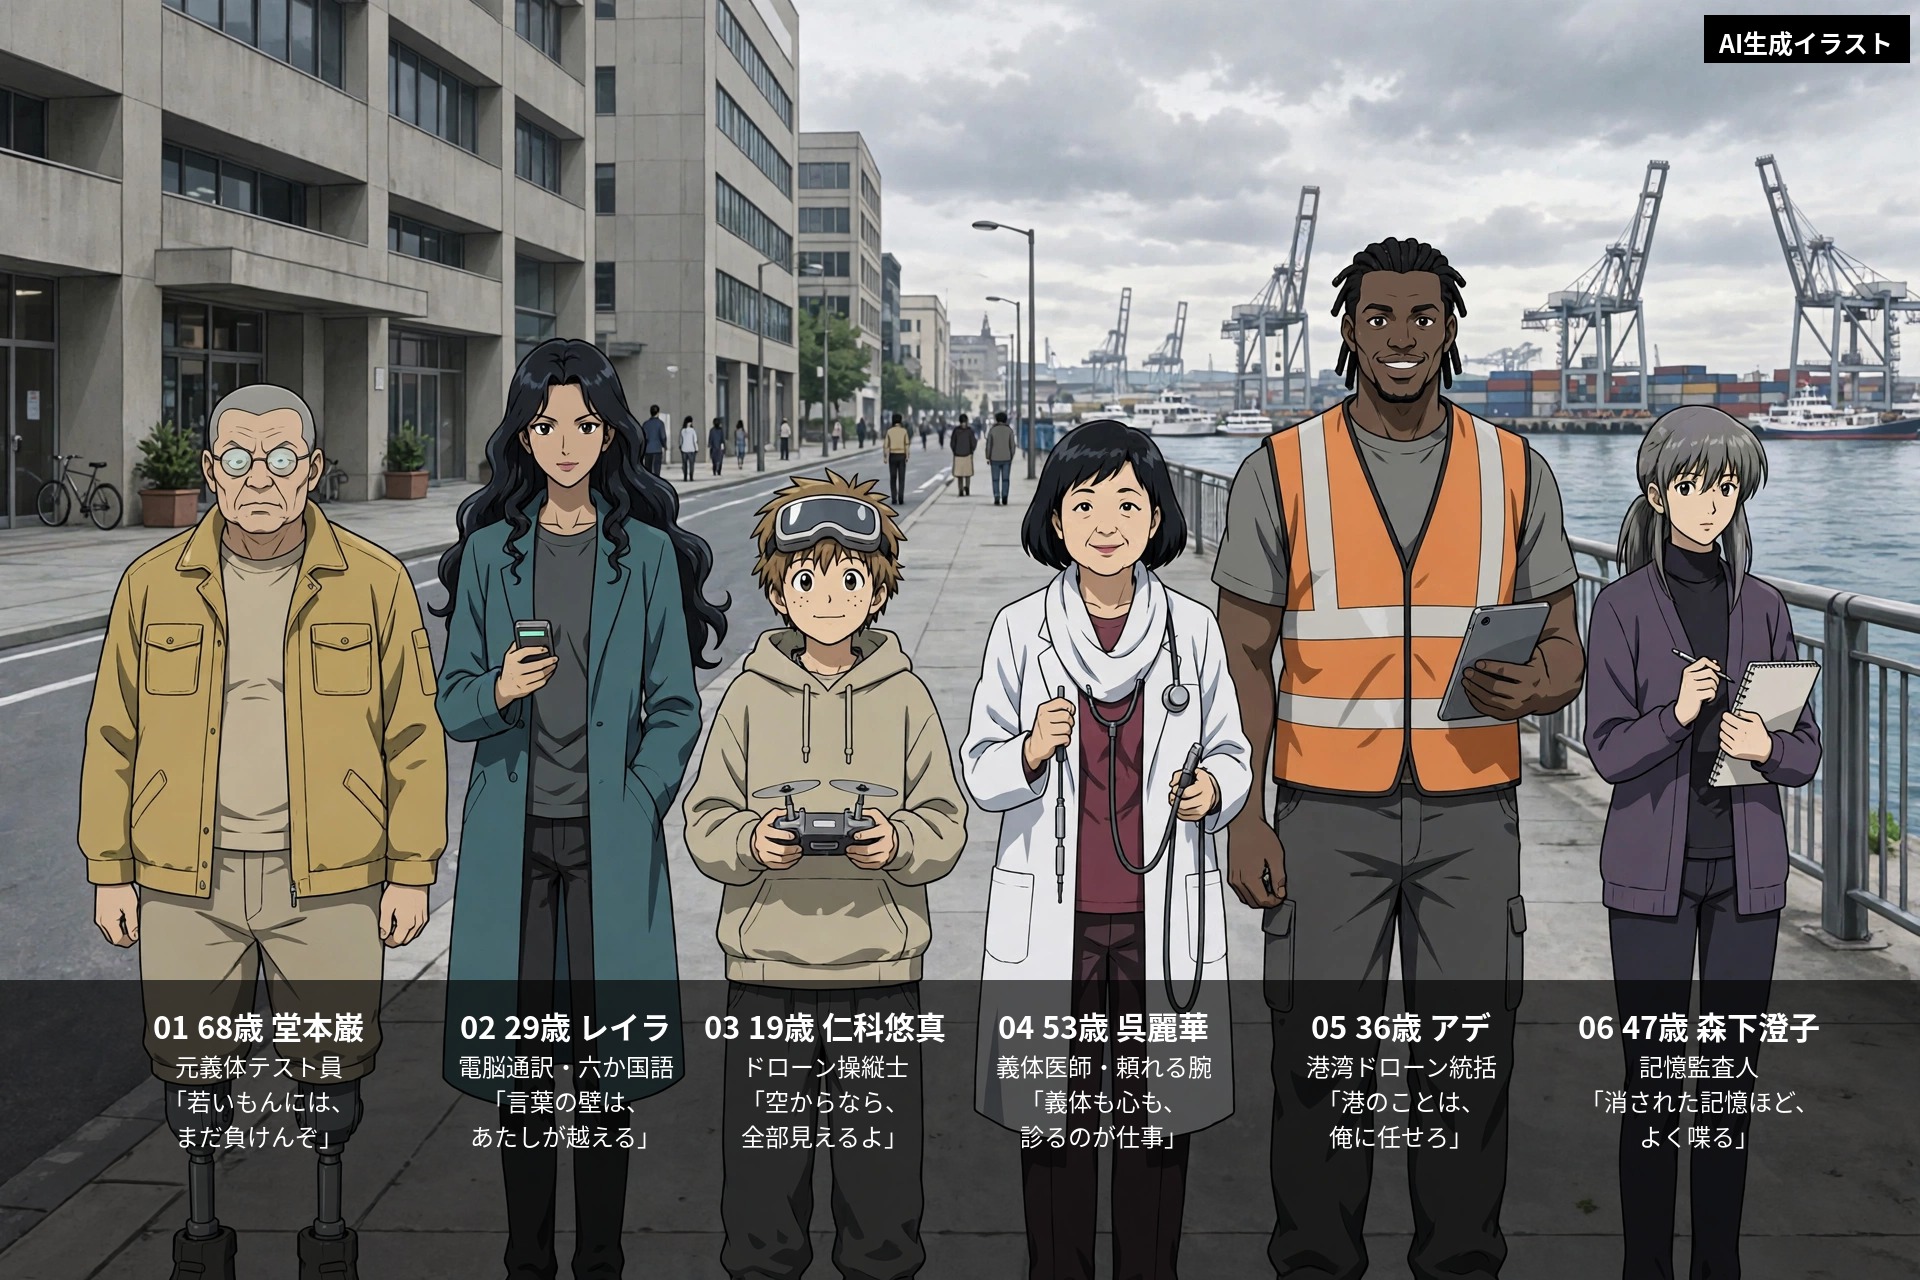 AI生成イラスト
01 68歳 堂本巌
元義体テスト員
「若いもんには、
まだ負けんぞ」
02 29歳 レイラ
電脳通訳・六か国語
「言葉の壁は、
あたしが越える」
03 19歳 仁科悠真
ドローン操縦士
「空からなら、
全部見えるよ」
04 53歳 呉麗華
義体医師・頼れる腕
「義体も心も、
診るのが仕事」
05 36歳 アデ
港湾ドローン統括
「港のことは、
俺に任せろ」
06 47歳 森下澄子
記憶監査人
「消された記憶ほど、
よく喋る」